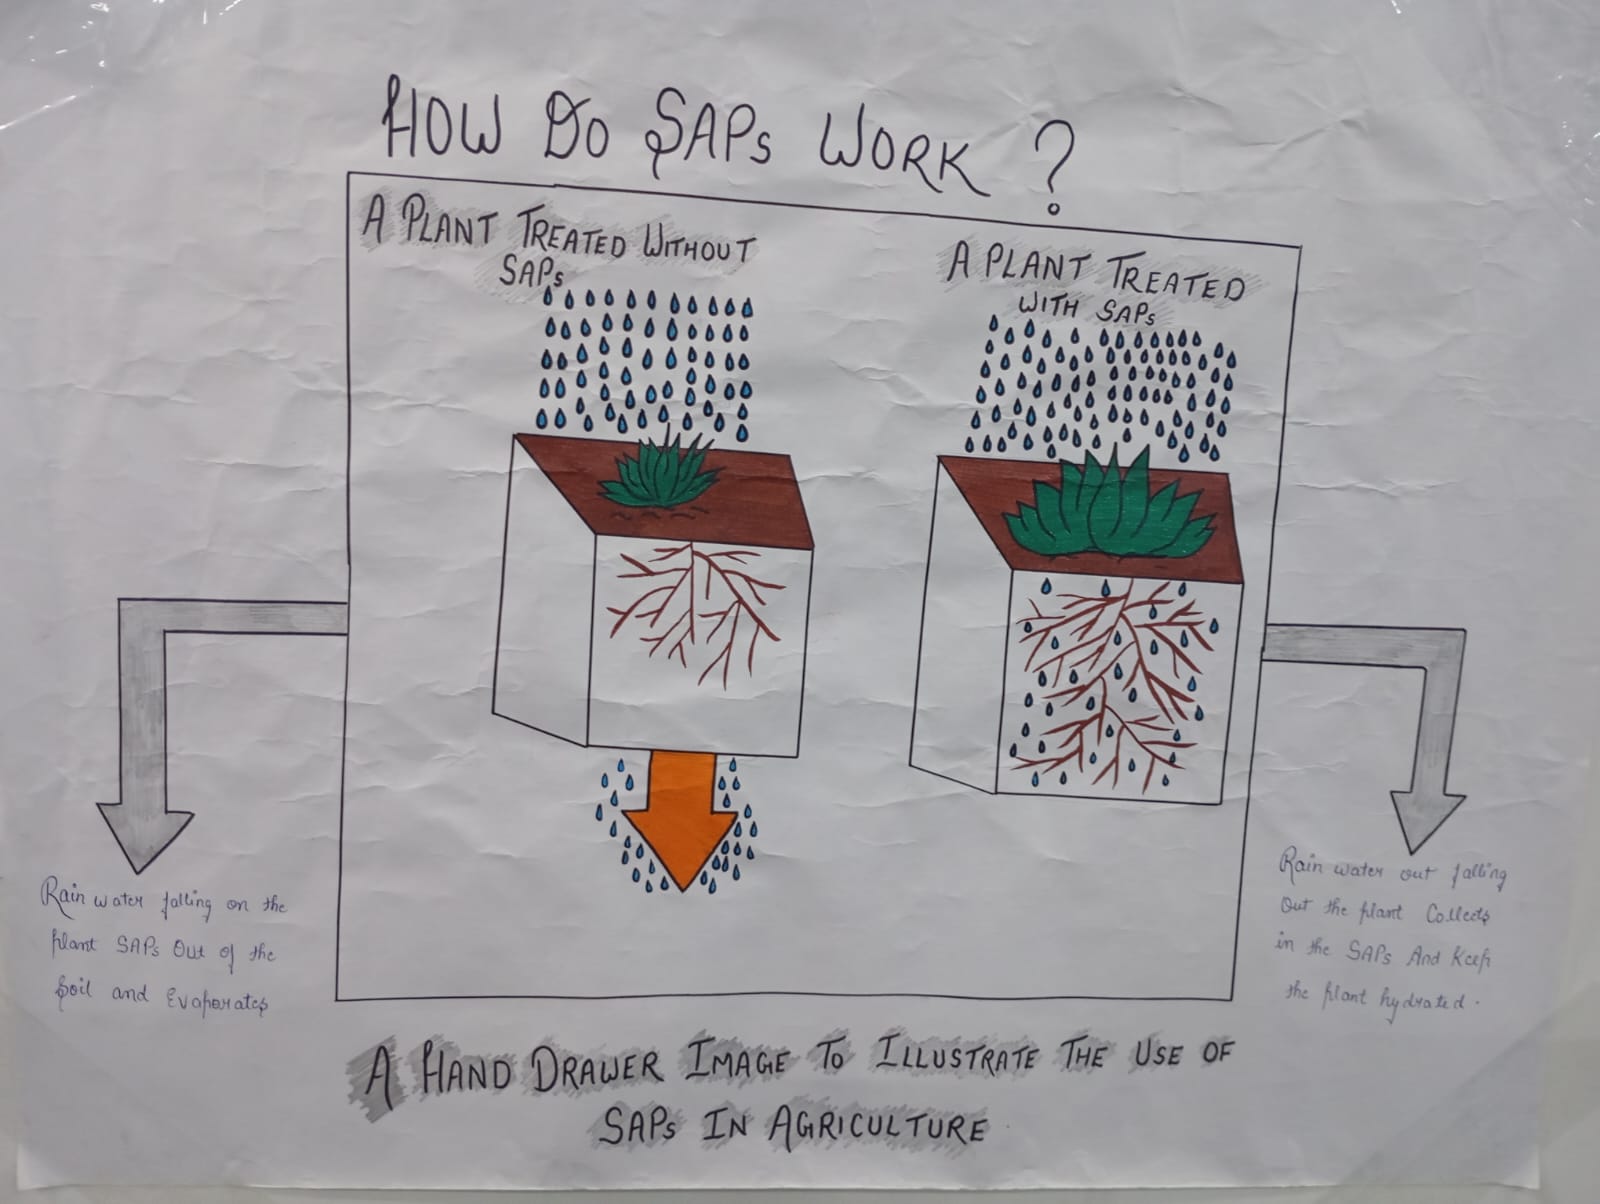 HOW DO SAPs WORK ?
A PLANT TREATED WITHOUT
SAPs
A PLANT TREATED
WITH SAPs
Rain water falling on the
plant SAPs Out of the
soil and Evaporates
Rain water out falling
Out the plant Collects
in the SAPs And Keep
the plant hydrated.
A HAND DRAWER IMAGE TO ILLUSTRATE THE USE OF
SAPs IN AGRICULTURE